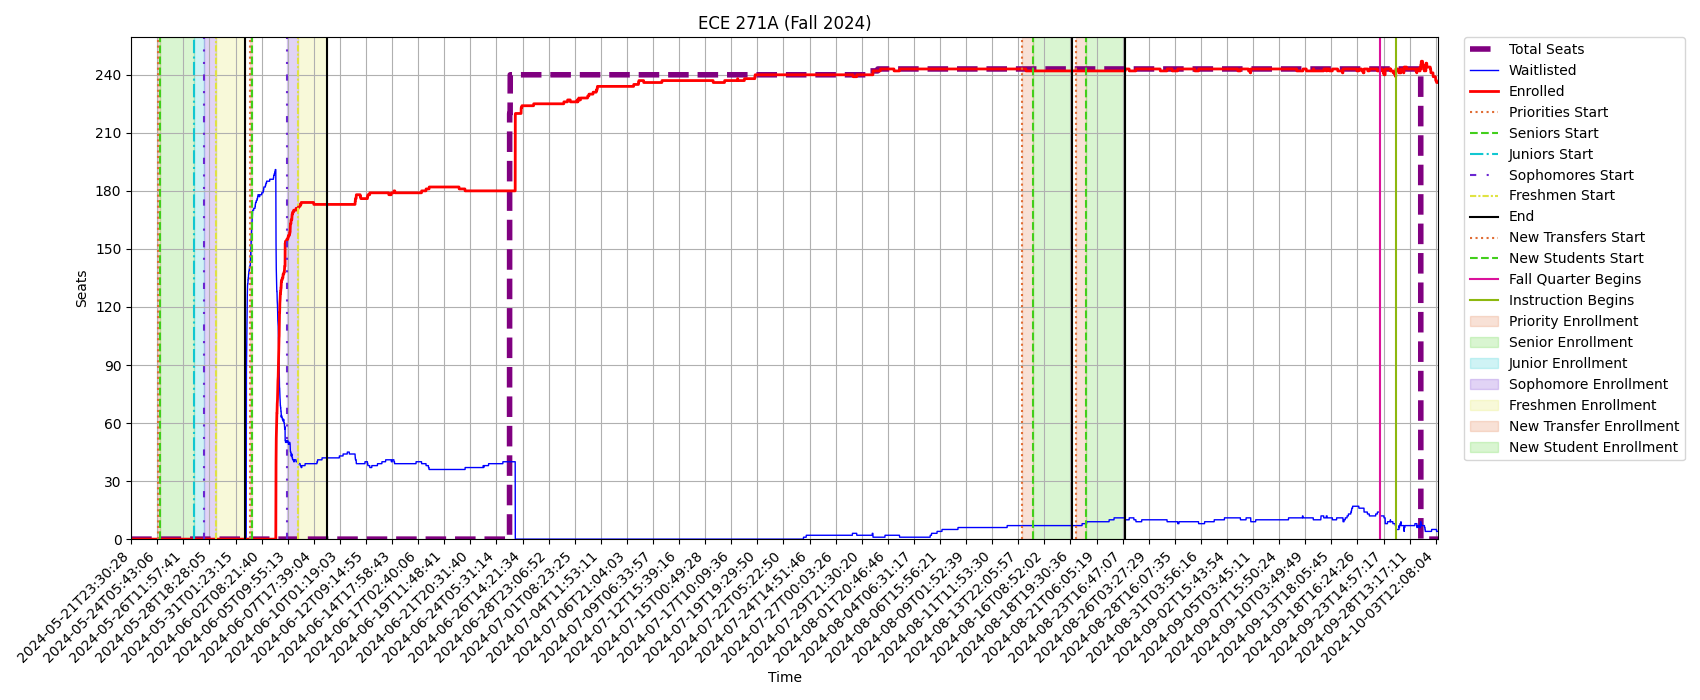 ECE 271A (Fall 2024)
Seats
240
210
180
150
120
90
60
30
0
2024-05-21T23:30:28
2024-05-24T05:43:06
2024-05-26T11:57:41
2024-05-28T18:28:05
2024-05-31T01:23:15
2024-06-02T08:21:40
2024-06-05T09:55:13
2024-06-07T17:39:04
2024-06-10T01:19:03
2024-06-12T09:14:55
2024-06-14T17:58:43
2024-06-17T02:40:06
2024-06-19T11:48:41
2024-06-21T20:31:40
2024-06-24T05:31:14
2024-06-26T14:21:34
2024-06-28T23:06:52
2024-07-01T08:23:25
2024-07-04T11:53:11
2024-07-06T21:04:03
2024-07-09T06:33:57
2024-07-12T15:39:16
2024-07-15T00:49:28
2024-07-17T10:09:36
2024-07-19T19:29:50
2024-07-22T05:22:50
2024-07-24T14:51:46
2024-07-27T00:03:26
2024-07-29T21:30:20
2024-08-01T20:46:46
2024-08-04T06:31:17
2024-08-06T15:56:21
2024-08-09T01:52:39
2024-08-11T11:53:30
2024-08-13T22:05:57
2024-08-16T08:52:02
2024-08-18T19:30:36
2024-08-21T06:05:19
2024-08-23T16:47:07
2024-08-26T03:27:29
2024-08-28T16:07:35
2024-08-31T03:56:16
2024-09-02T15:43:54
2024-09-05T03:45:11
2024-09-07T15:50:24
2024-09-10T03:49:49
2024-09-13T18:05:45
2024-09-18T16:24:26
2024-09-23T14:57:17
2024-09-28T13:17:11
2024-10-03T12:08:04
Time
Total Seats
Waitlisted
Enrolled
Priorities Start
Seniors Start
Juniors Start
Sophomores Start
Freshmen Start
End
New Transfers Start
New Students Start
Fall Quarter Begins
Instruction Begins
Priority Enrollment
Senior Enrollment
Junior Enrollment
Sophomore Enrollment
Freshmen Enrollment
New Transfer Enrollment
New Student Enrollment